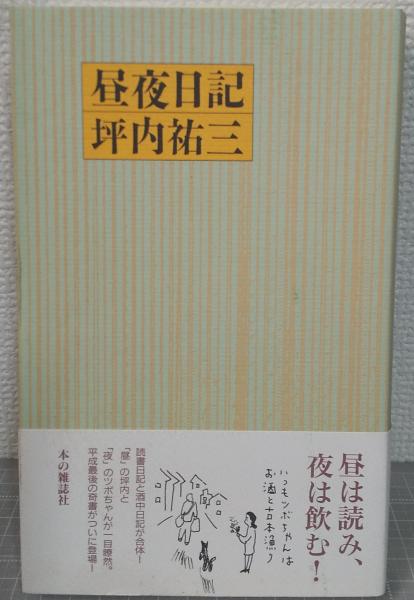 昼夜日記
坪内祐三
昼は読み、
夜は飲む!
いつもツボちゃんは
お酒と古本漁り
読書日記と酒中日記が合体!
「昼」の坪内と
「夜」のツボちゃんが一目瞭然。
平成最後の奇書がついに登場!
本の雑誌社